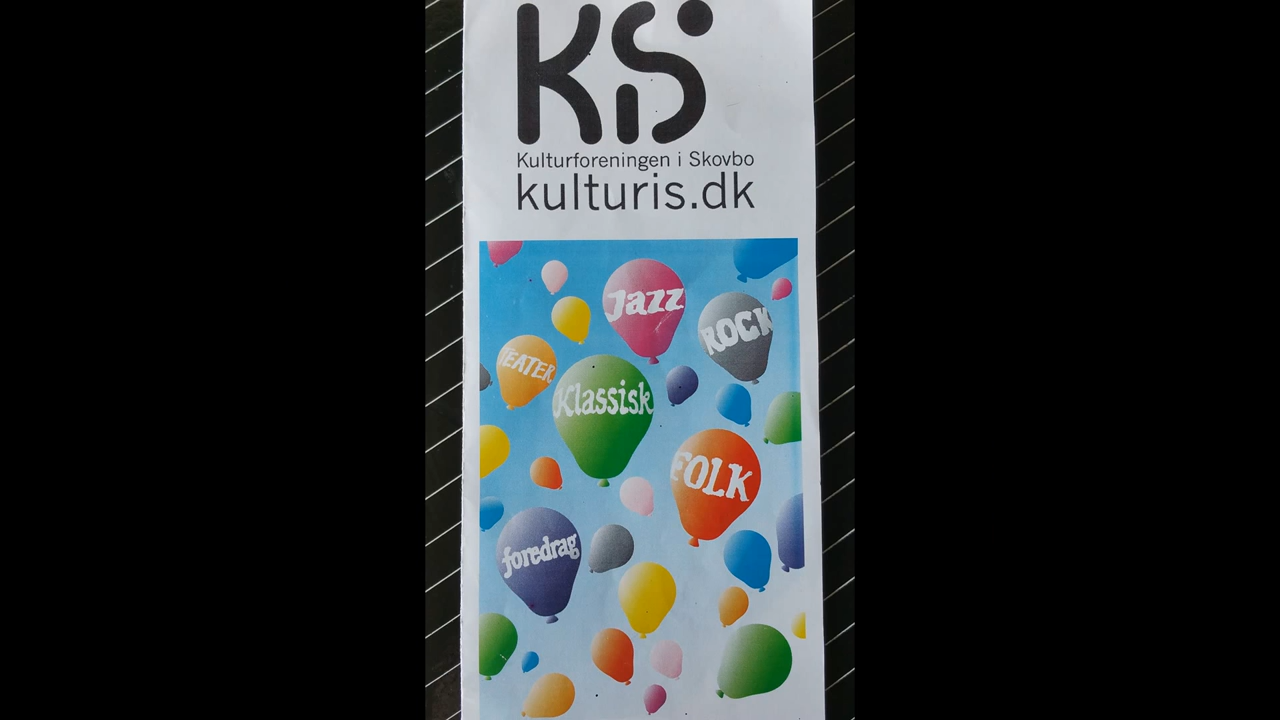 KiS
Kulturforeningen i Skovbo
kulturis.dk
Jazz
ROCK
TEATER
Klassisk
FOLK
foredrag